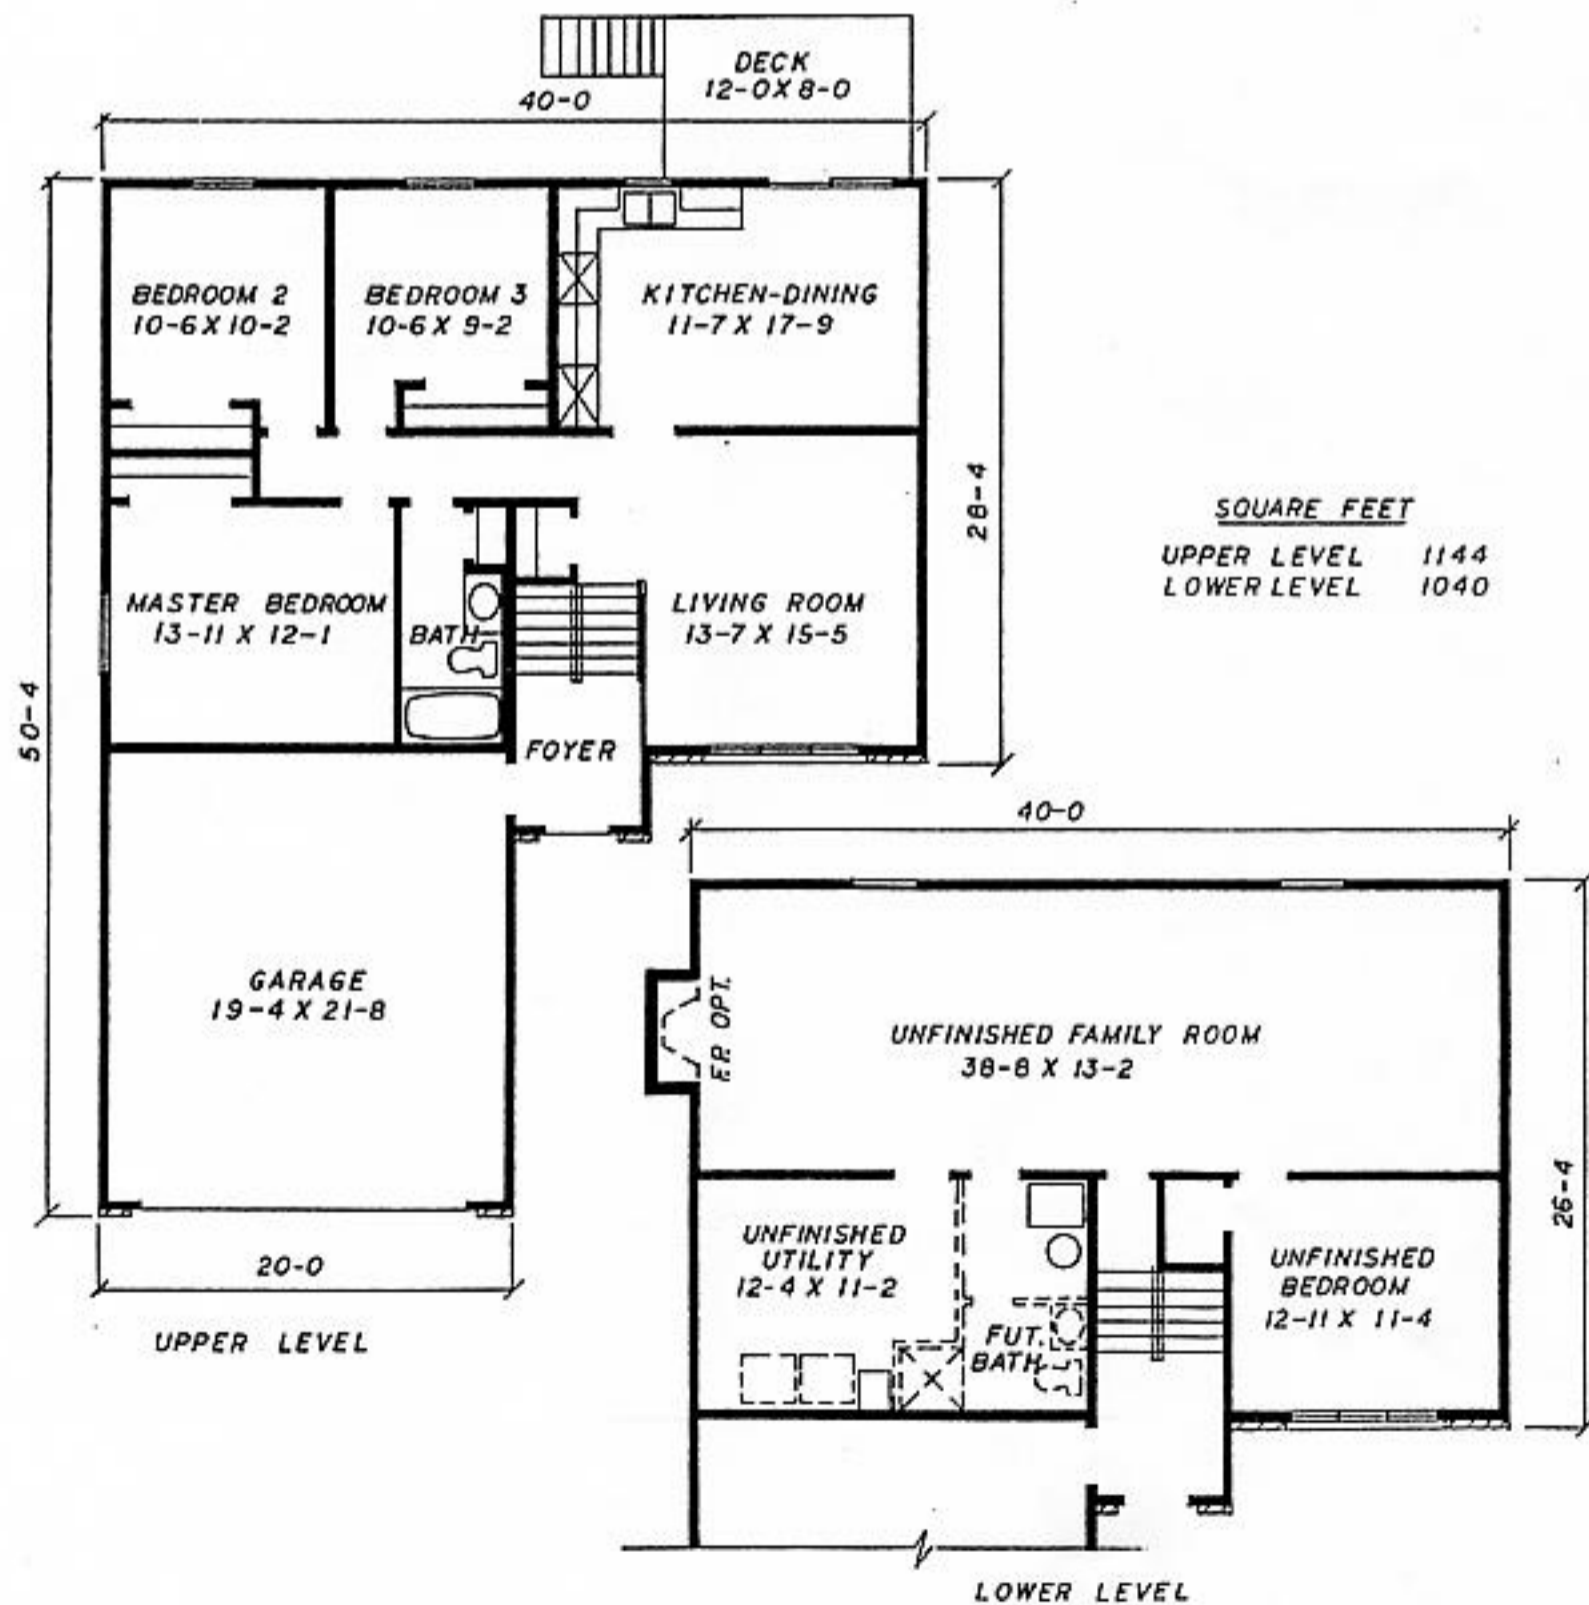 DECK
12-0 X 8-0
40-0
BEDROOM 2
10-6 X 10-2
BEDROOM 3
10-6 X 9-2
KITCHEN-DINING
11-7 X 17-9
28-4
SQUARE FEET
UPPER LEVEL 1144
LOWER LEVEL 1040
MASTER BEDROOM
13-11 X 12-1
BATH
LIVING ROOM
13-7 X 15-5
50-4
FOYER
GARAGE
19-4 X 21-8
20-0
UPPER LEVEL
40-0
F.P. OPT.
UNFINISHED FAMILY ROOM
38-8 X 13-2
26-4
UNFINISHED
UTILITY
12-4 X 11-2
FUT.
BATH
UNFINISHED
BEDROOM
12-11 X 11-4
LOWER LEVEL